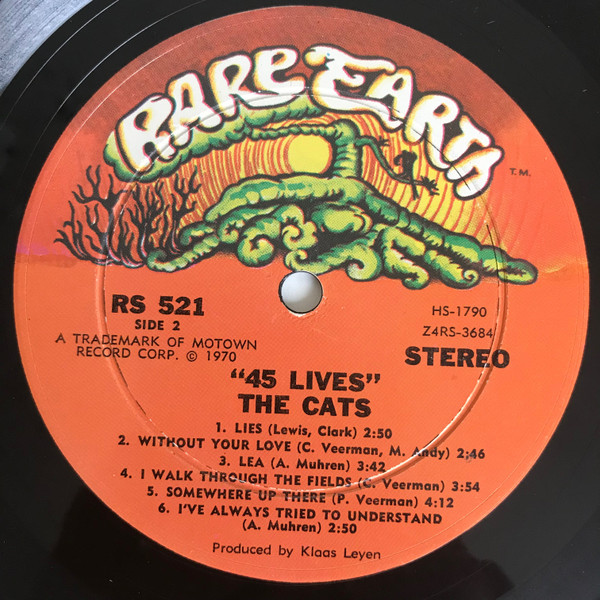 RARE EARTH
T.M.
RS 521
SIDE 2
A TRADEMARK OF MOTOWN
RECORD CORP. © 1970
HS-1790
Z4RS-3684
STEREO
"45 LIVES"
THE CATS
1. LIES (Lewis, Clark) 2:50
2. WITHOUT YOUR LOVE (C. Veerman, M. Andy) 2:46
3. LEA (A. Muhren) 3:42
4. I WALK THROUGH THE FIELDS (C. Veerman) 3:54
5. SOMEWHERE UP THERE (P. Veerman) 4:12
6. I'VE ALWAYS TRIED TO UNDERSTAND
(A. Muhren) 2:50
Produced by Klaas Leyen